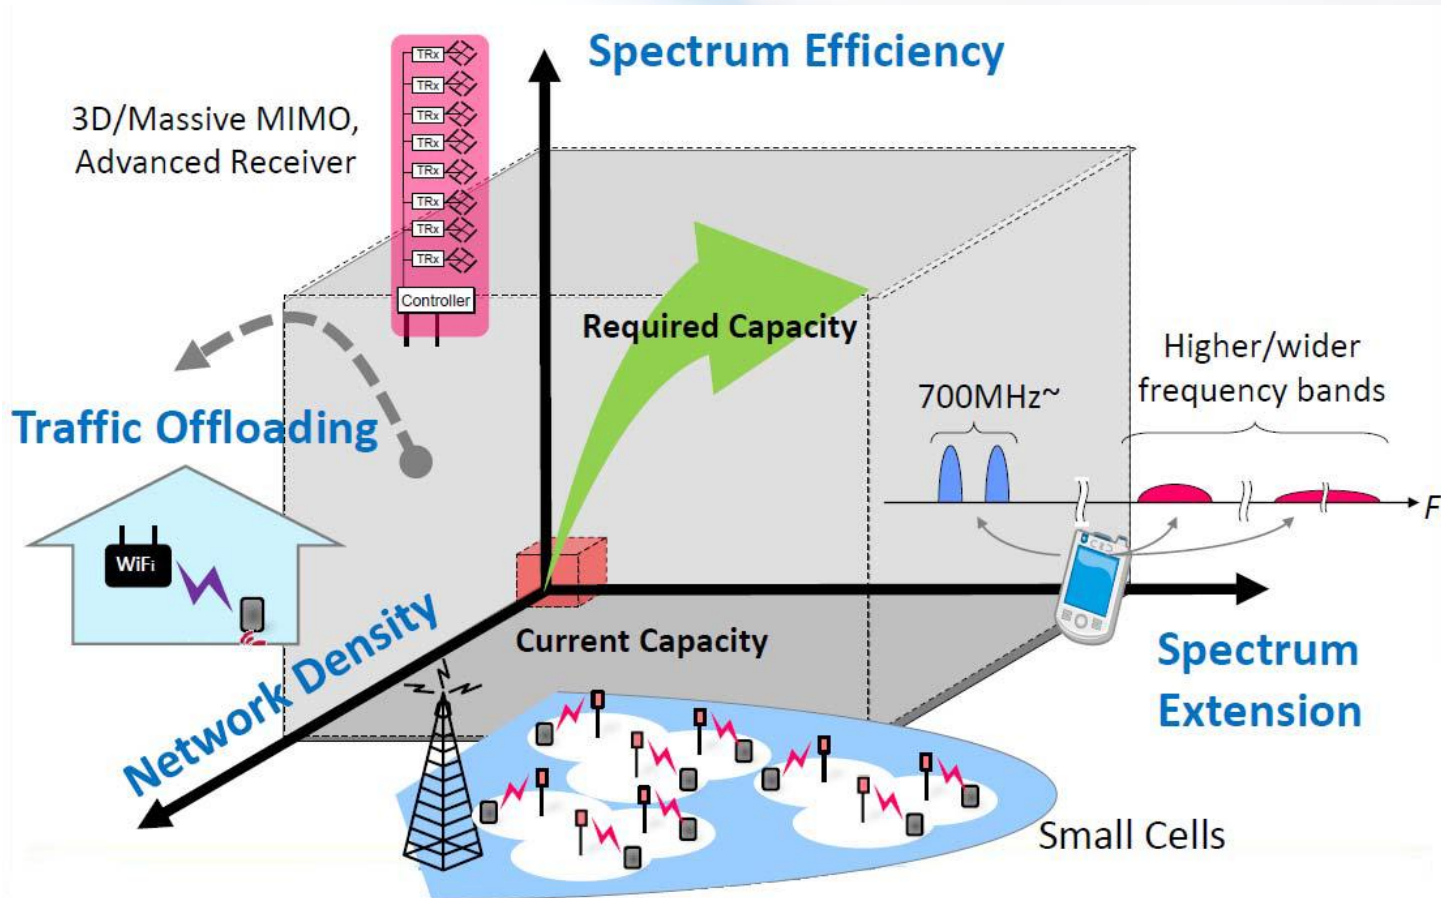 Spectrum Efficiency
3D/Massive MIMO,
Advanced Receiver
TRx
TRx
TRx
TRx
TRx
TRx
TRx
TRx
Controller
Required Capacity
Traffic Offloading
WiFi
Higher/wider
frequency bands
700MHz~
F
Network Density
Current Capacity
Spectrum
Extension
Small Cells